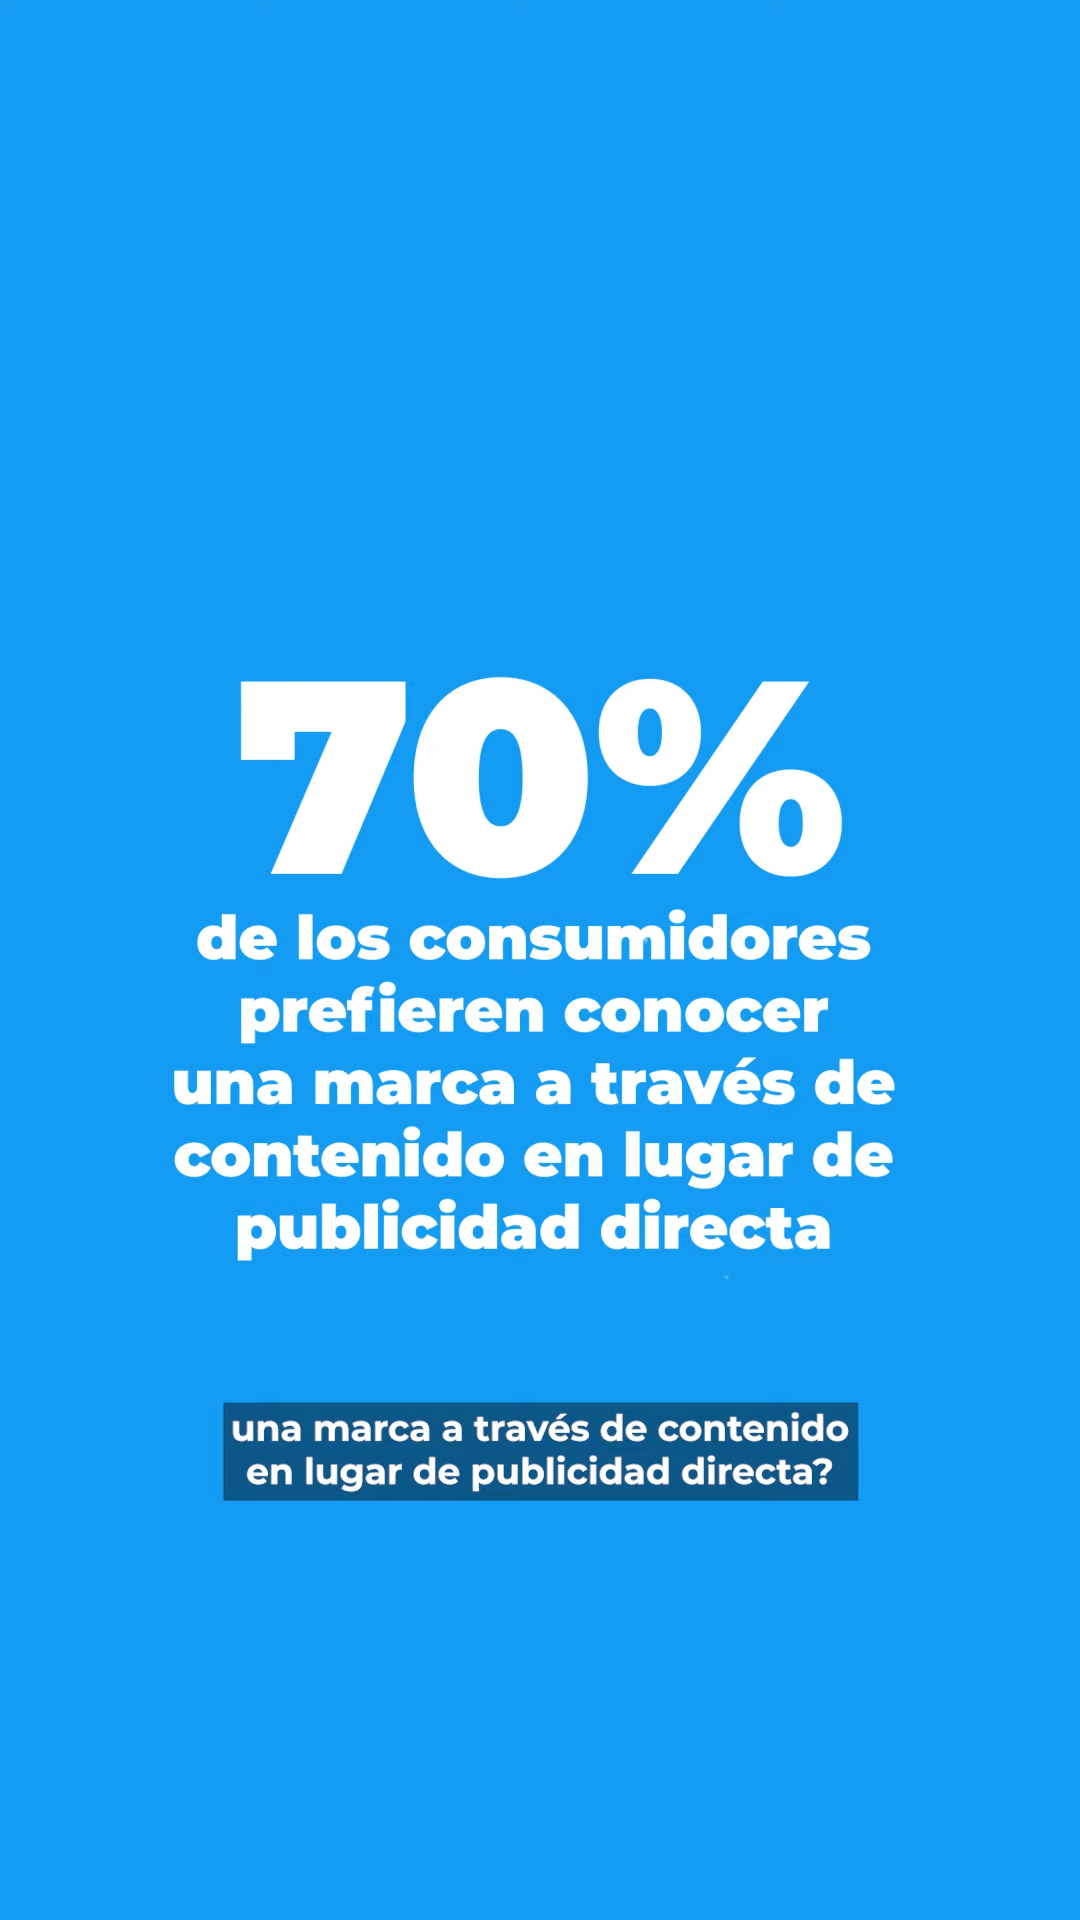 70%
de los consumidores
prefieren conocer
una marca a través de
contenido en lugar de
publicidad directa
una marca a través de contenido
en lugar de publicidad directa?